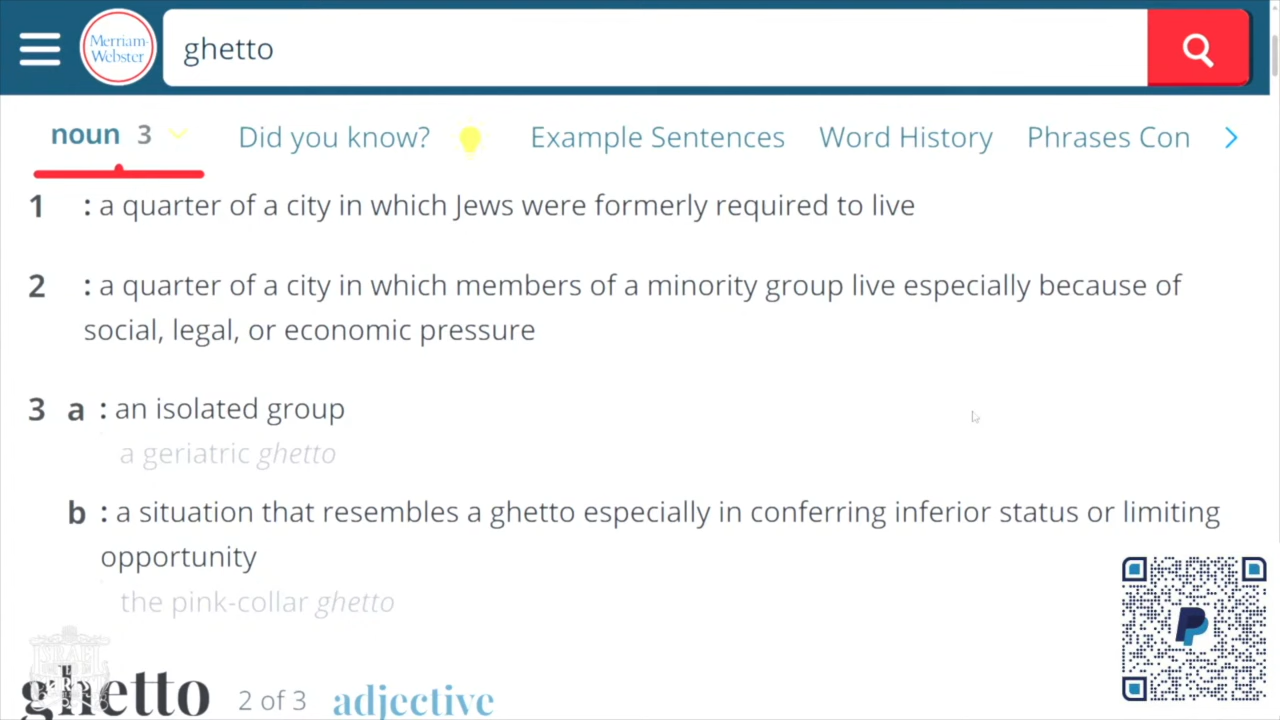 Merriam-
Webster
ghetto
noun 3 Did you know? Example Sentences Word History Phrases Con
1 : a quarter of a city in which Jews were formerly required to live
2 : a quarter of a city in which members of a minority group live especially because of
social, legal, or economic pressure
3 a : an isolated group
a geriatric ghetto
b : a situation that resembles a ghetto especially in conferring inferior status or limiting
opportunity
the pink-collar ghetto
ghetto 2 of 3 adjective